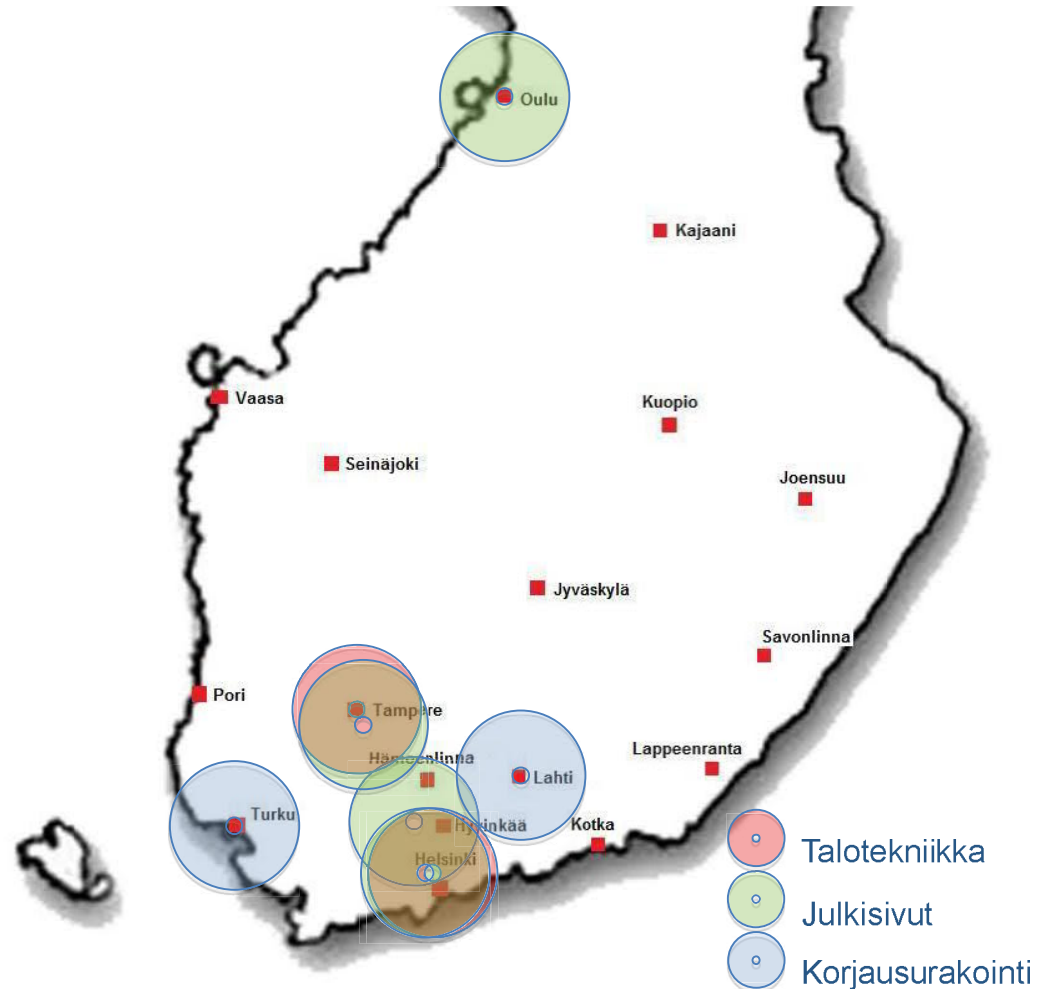 Oulu
Kajaani
Vaasa
Kuopio
Seinäjoki
Joensuu
Jyväskylä
Savonlinna
Pori
Tampere
Lappeenranta
Hämeenlinna
Lahti
Turku
Hyvinkää
Kotka
Helsinki
Talotekniikka
Julkisivut
Korjausurakointi